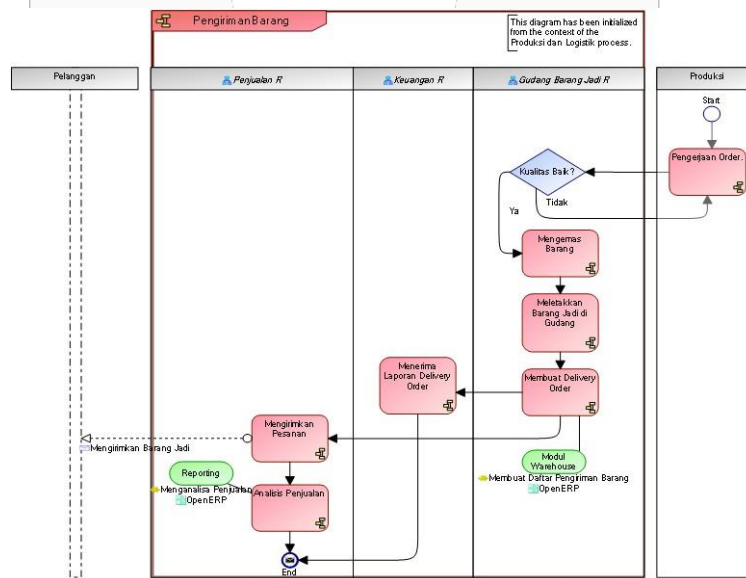 Pengiriman Barang
This diagram has been initialized
from the context of the
Produksi dan Logistik process.
Pelanggan
Penjualan R
Keuangan R
Gudang Barang Jadi R
Produksi
Start
Pengerjaan Order.
Kualitas Baik?
Tidak
Ya
Mengemas
Barang
Meletakkan
Barang Jadi di
Gudang
Menerima
Laporan Delivery
Order
Membuat Delivery
Order
Mengirimkan
Pesanan
Mengirimkan Barang Jadi
Modul
Warehouse
Membuat Daftar Pengiriman Barang
OpenERP
Reporting
Menganalisa Penjualan
OpenERP
Analisis Penjualan
End